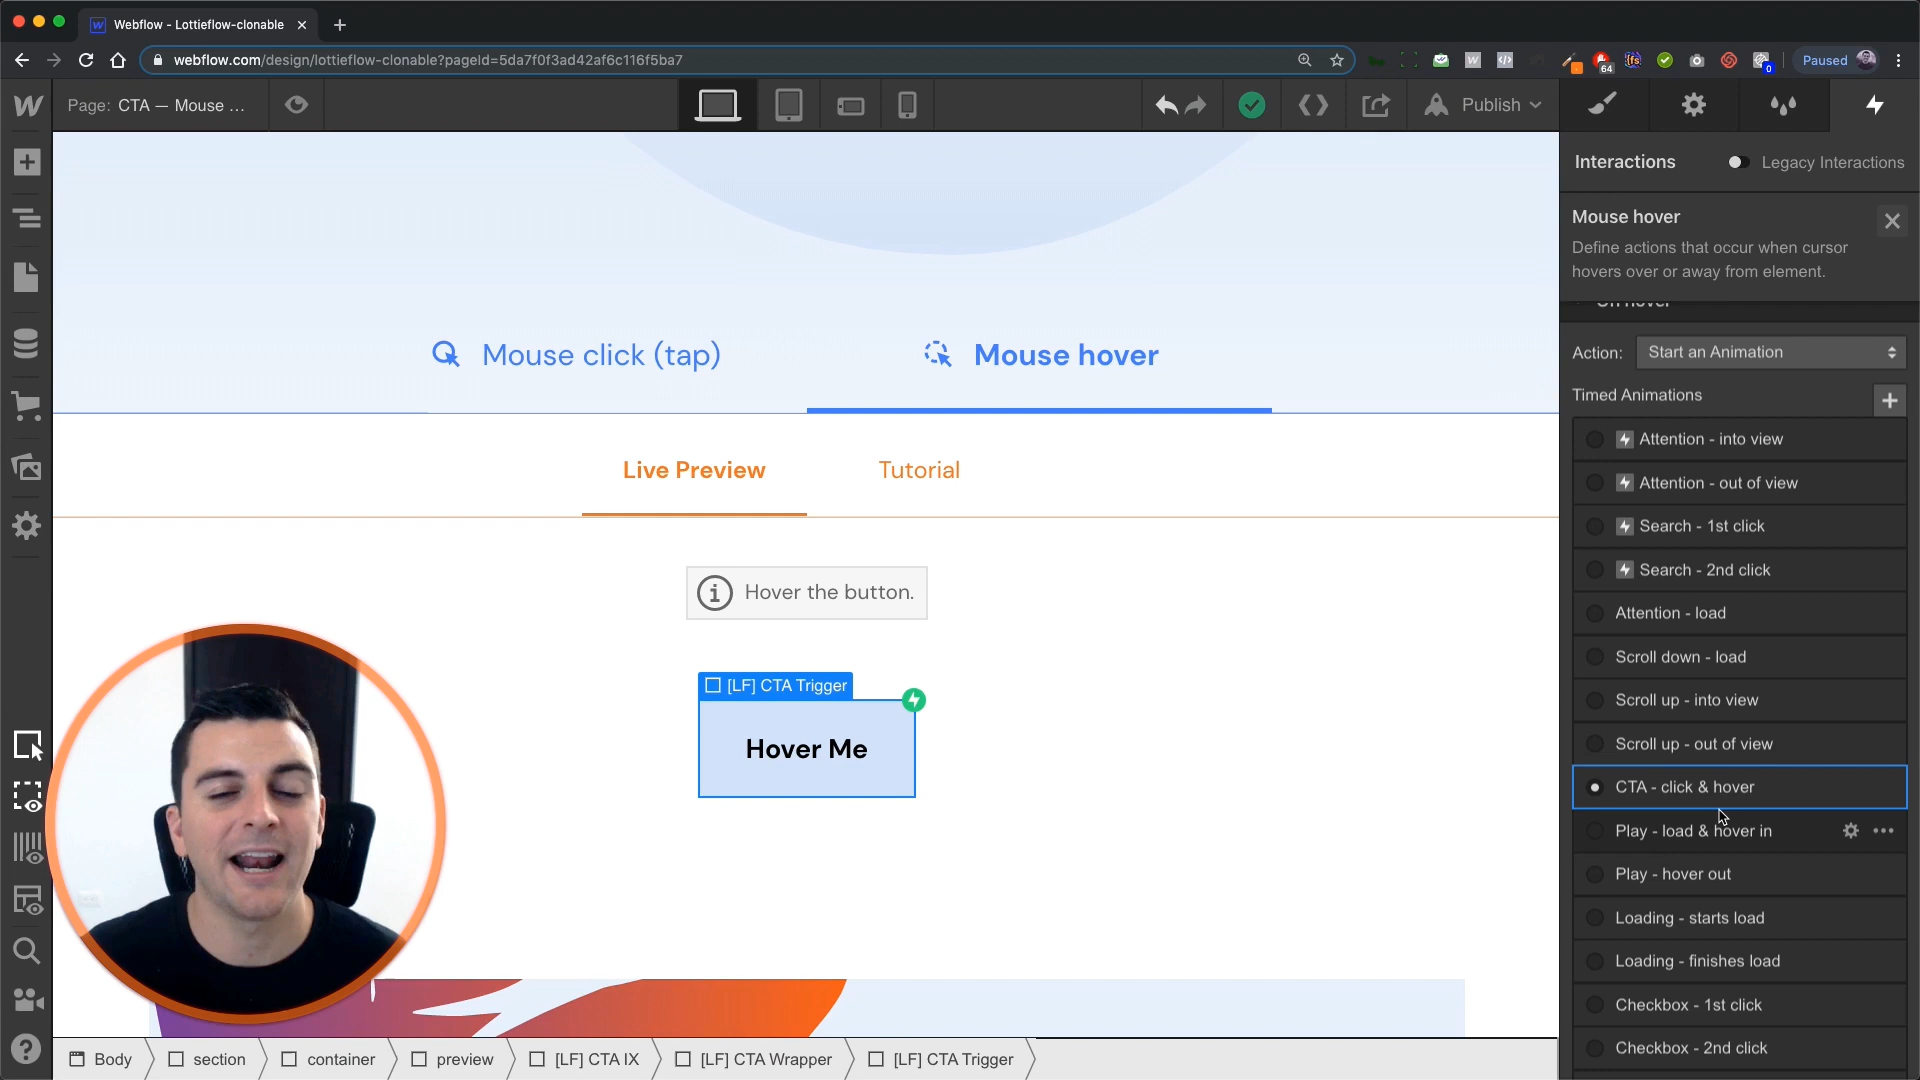 Webflow - Lottieflow-clonable
webflow.com/design/lottieflow-clonable?pageId=5da7f0f3ad42af6c116f5ba7
64
0
Paused
Page: CTA — Mouse ...
Publish
Interactions
Legacy Interactions
Mouse hover
Define actions that occur when cursor
hovers over or away from element.
On hover
Action: Start an Animation
Timed Animations
Attention - into view
Attention - out of view
Search - 1st click
Search - 2nd click
Attention - load
Scroll down - load
Scroll up - into view
Scroll up - out of view
CTA - click & hover
Play - load & hover in
Play - hover out
Loading - starts load
Loading - finishes load
Checkbox - 1st click
Checkbox - 2nd click
Mouse click (tap)
Mouse hover
Live Preview
Tutorial
Hover the button.
[LF] CTA Trigger
Hover Me
Body
section
container
preview
[LF] CTA IX
[LF] CTA Wrapper
[LF] CTA Trigger